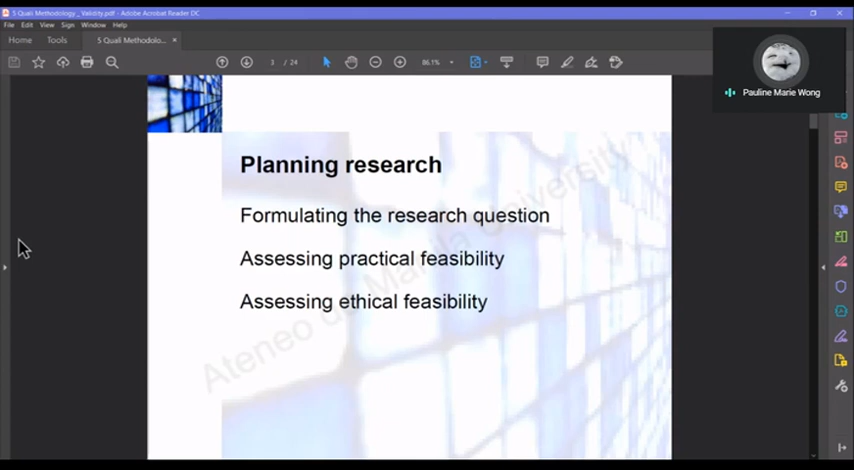 5 Quali Methodology _ Validity.pdf - Adobe Acrobat Reader DC
File Edit View Sign Window Help
Home Tools 5 Quali Methodolo... ×
3 / 24 86.1%
Pauline Marie Wong
Planning research
Formulating the research question
Assessing practical feasibility
Assessing ethical feasibility
Ateneo de Manila University